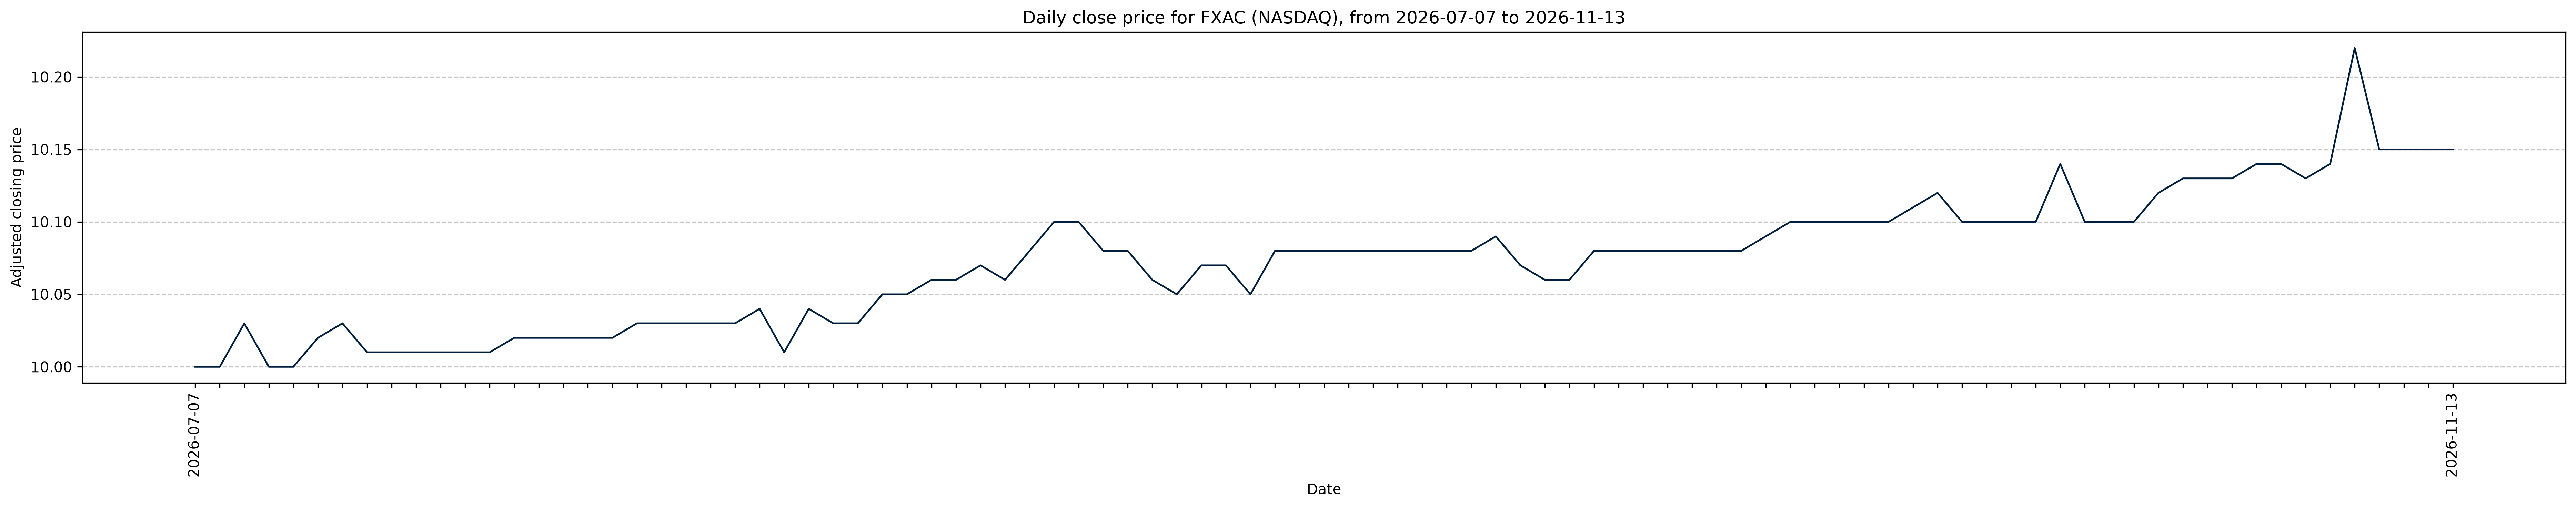 Daily close price for FXAC (NASDAQ), from 2026-07-07 to 2026-11-13
Adjusted closing price
10.20
10.15
10.10
10.05
10.00
2026-07-07
2026-11-13
Date